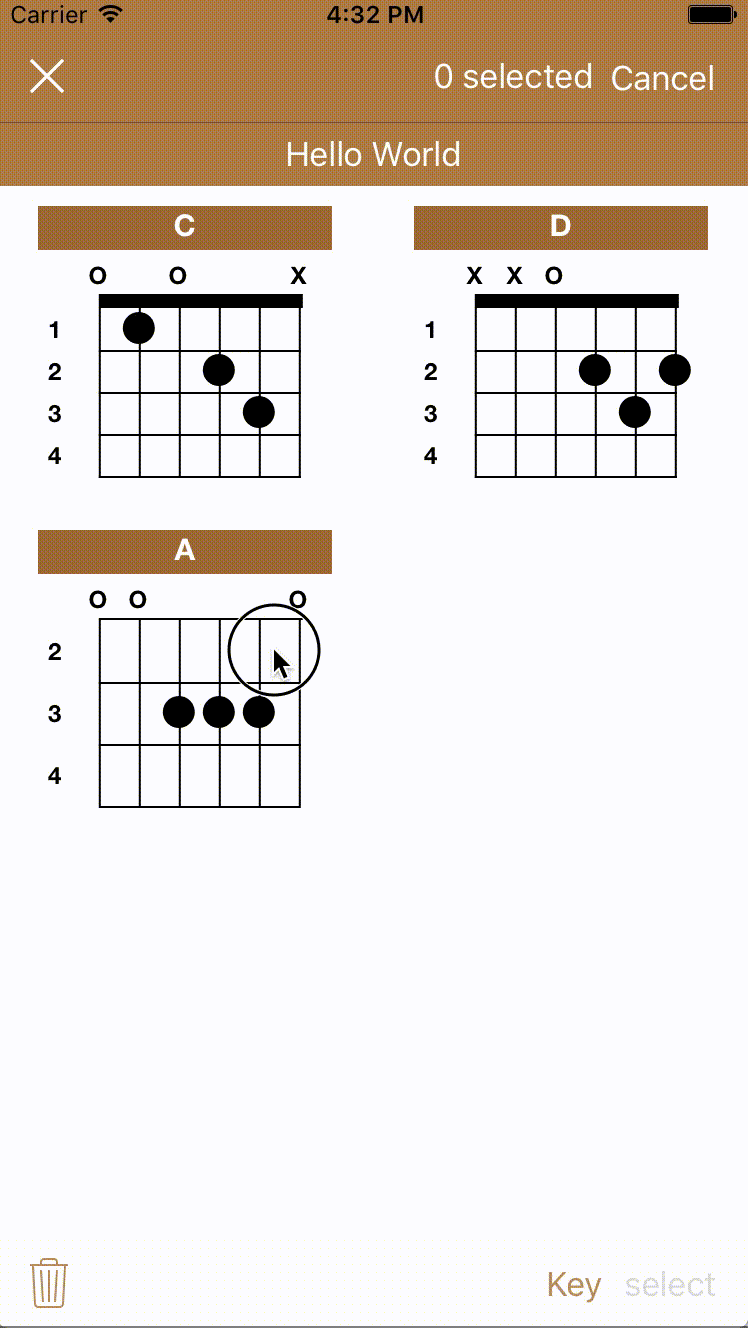 Carrier 4:32 PM
0 selected Cancel
Hello World
C
O O X
1
2
3
4
D
X X O
1
2
3
4
A
O O O
2
3
4
Key select